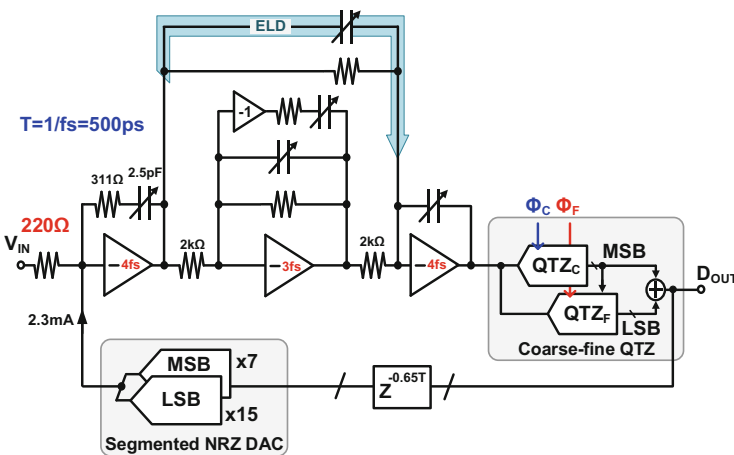 ELD
T=1/fs=500ps
-1
311Ω
2.5pF
220Ω
V_IN
−4fs
2kΩ
−3fs
2kΩ
−4fs
Φ_C Φ_F
QTZ_C
MSB
QTZ_F
LSB
D_OUT
Coarse-fine QTZ
2.3mA
MSB x7
LSB x15
Segmented NRZ DAC
Z^-0.65T